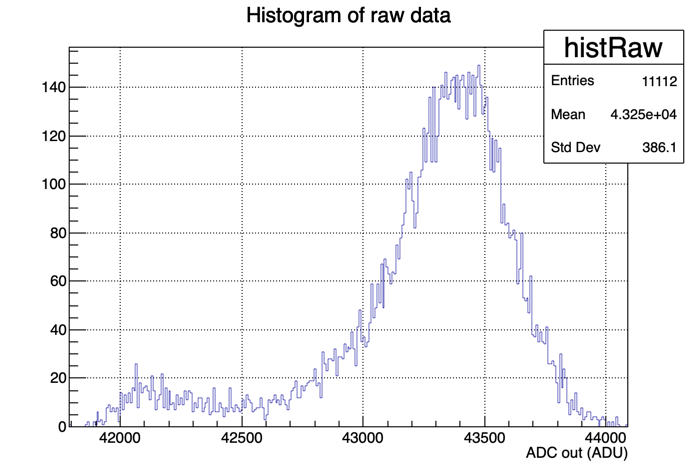 Histogram of raw data
histRaw
Entries 11112
Mean 4.325e+04
Std Dev 386.1
140
120
100
80
60
40
20
0
42000 42500 43000 43500 44000
ADC out (ADU)